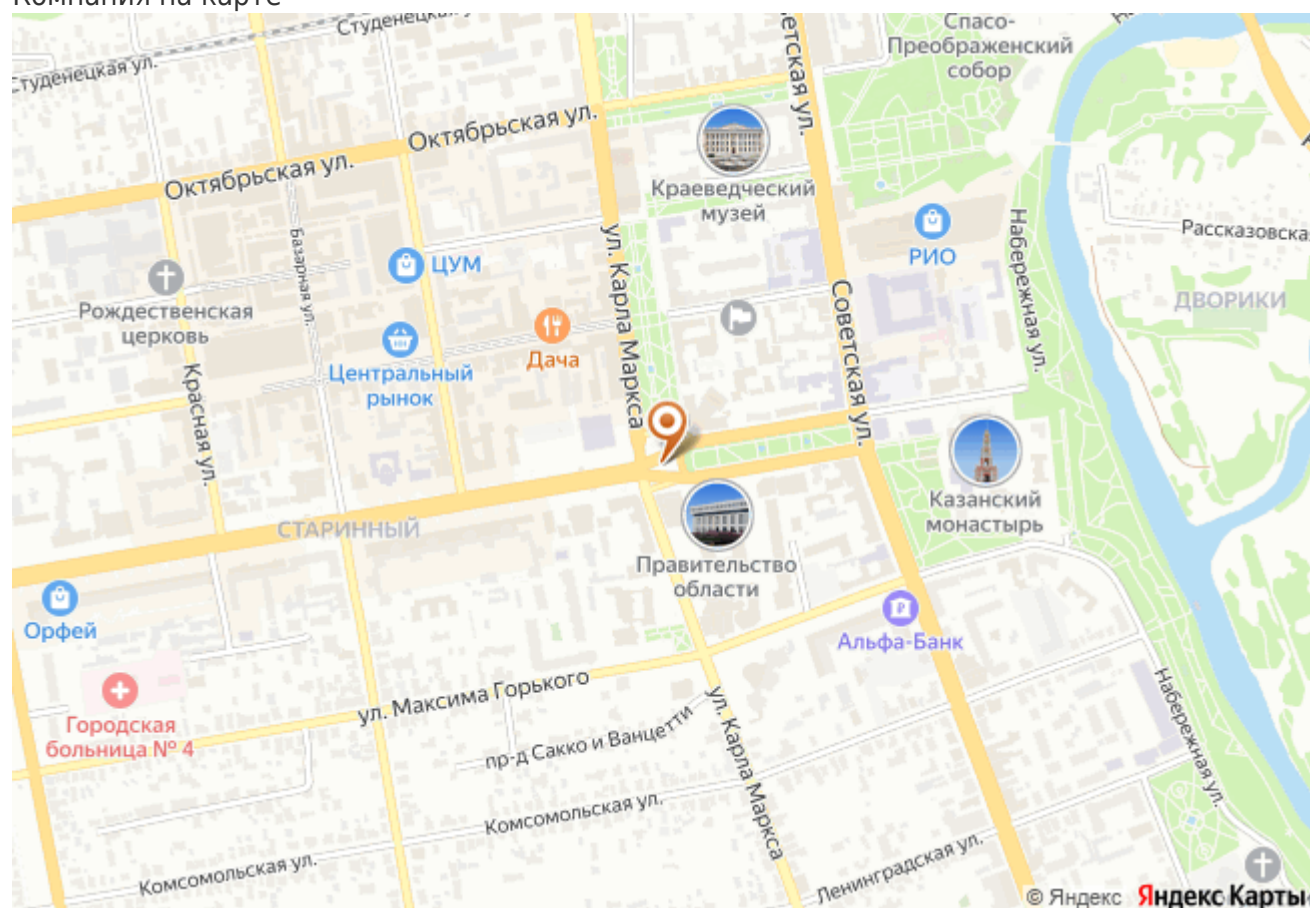 Компания на карте
Студенецкая ул.
Спасо-
Преображенский
собор
Советская ул.
Октябрьская ул.
Октябрьская ул.
Краеведческий
музей
Базарная ул.
ул. Карла Маркса
Набережная ул.
Рассказовская
РИО
ЦУМ
Рождественская
церковь
ДВОРИКИ
Советская ул.
Дача
Центральный
рынок
Красная ул.
Казанский
монастырь
СТАРИННЫЙ
Правительство
области
Орфей
Альфа-Банк
Городская
больница № 4
ул. Максима Горького
пр-д Сакко и Ванцетти
ул. Карла Маркса
Набережная ул.
Комсомольская ул.
Комсомольская ул.
Ленинградская ул.
© Яндекс Яндекс Карты